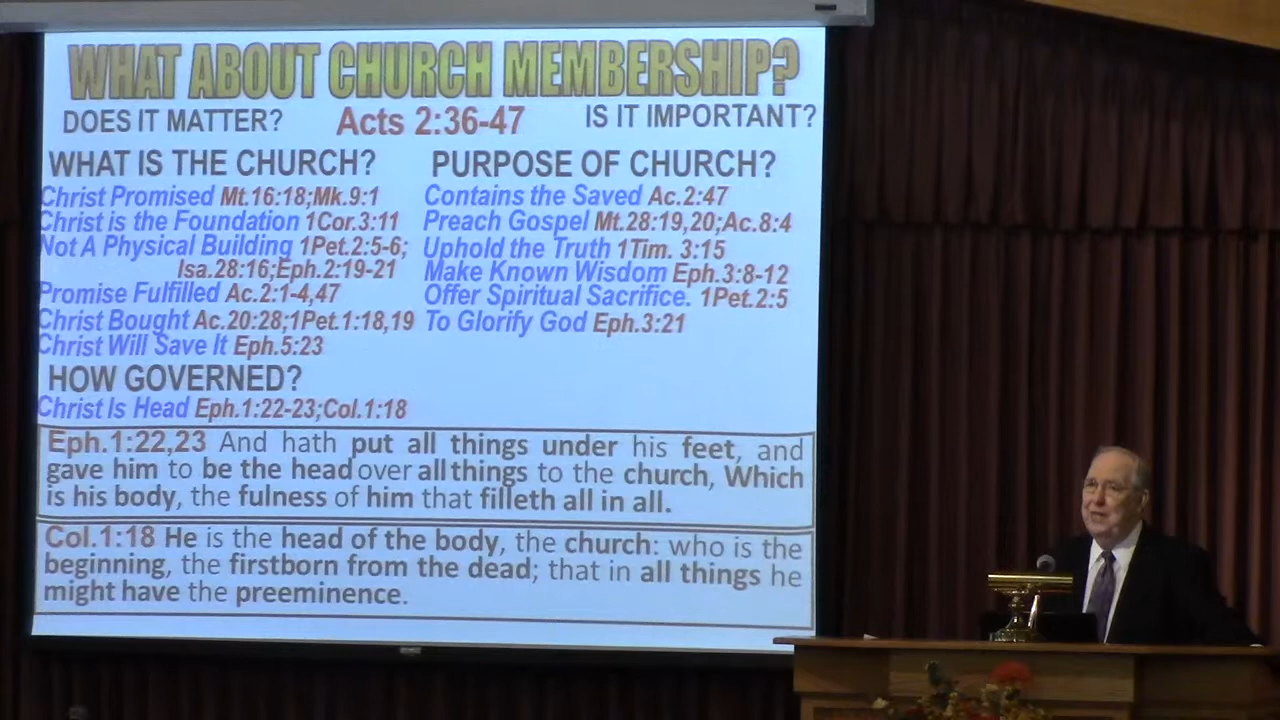 WHAT ABOUT CHURCH MEMBERSHIP?
DOES IT MATTER? Acts 2:36-47 IS IT IMPORTANT?
WHAT IS THE CHURCH?
Christ Promised Mt.16:18;Mk.9:1
Christ is the Foundation 1Cor.3:11
Not A Physical Building 1Pet.2:5-6;
Isa.28:16;Eph.2:19-21
Promise Fulfilled Ac.2:1-4,47
Christ Bought Ac.20:28;1Pet.1:18,19
Christ Will Save It Eph.5:23
PURPOSE OF CHURCH?
Contains the Saved Ac.2:47
Preach Gospel Mt.28:19,20;Ac.8:4
Uphold the Truth 1Tim. 3:15
Make Known Wisdom Eph.3:8-12
Offer Spiritual Sacrifice. 1Pet.2:5
To Glorify God Eph.3:21
HOW GOVERNED?
Christ Is Head Eph.1:22-23;Col.1:18
Eph.1:22,23 And hath put all things under his feet, and
gave him to be the head over all things to the church, Which
is his body, the fulness of him that filleth all in all.
Col.1:18 He is the head of the body, the church: who is the
beginning, the firstborn from the dead; that in all things he
might have the preeminence.